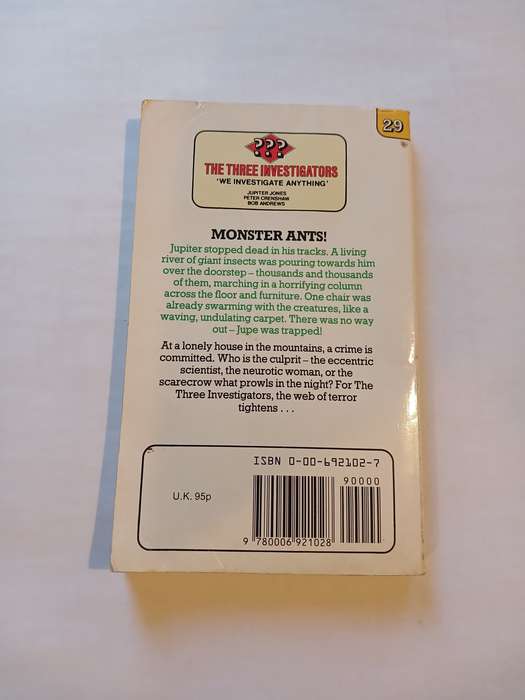 29
???
THE THREE INVESTIGATORS
'WE INVESTIGATE ANYTHING'
JUPITER JONES
PETER CRENSHAW
BOB ANDREWS
MONSTER ANTS!
Jupiter stopped dead in his tracks. A living
river of giant insects was pouring towards him
over the doorstep – thousands and thousands
of them, marching in a horrifying column
across the floor and furniture. One chair was
already swarming with the creatures, like a
waving, undulating carpet. There was no way
out – Jupe was trapped!
At a lonely house in the mountains, a crime is
committed. Who is the culprit – the eccentric
scientist, the neurotic woman, or the
scarecrow what prowls in the night? For The
Three Investigators, the web of terror
tightens . . .
ISBN 0-00-692102-7
90000
U.K. 95p
9 780006 921028